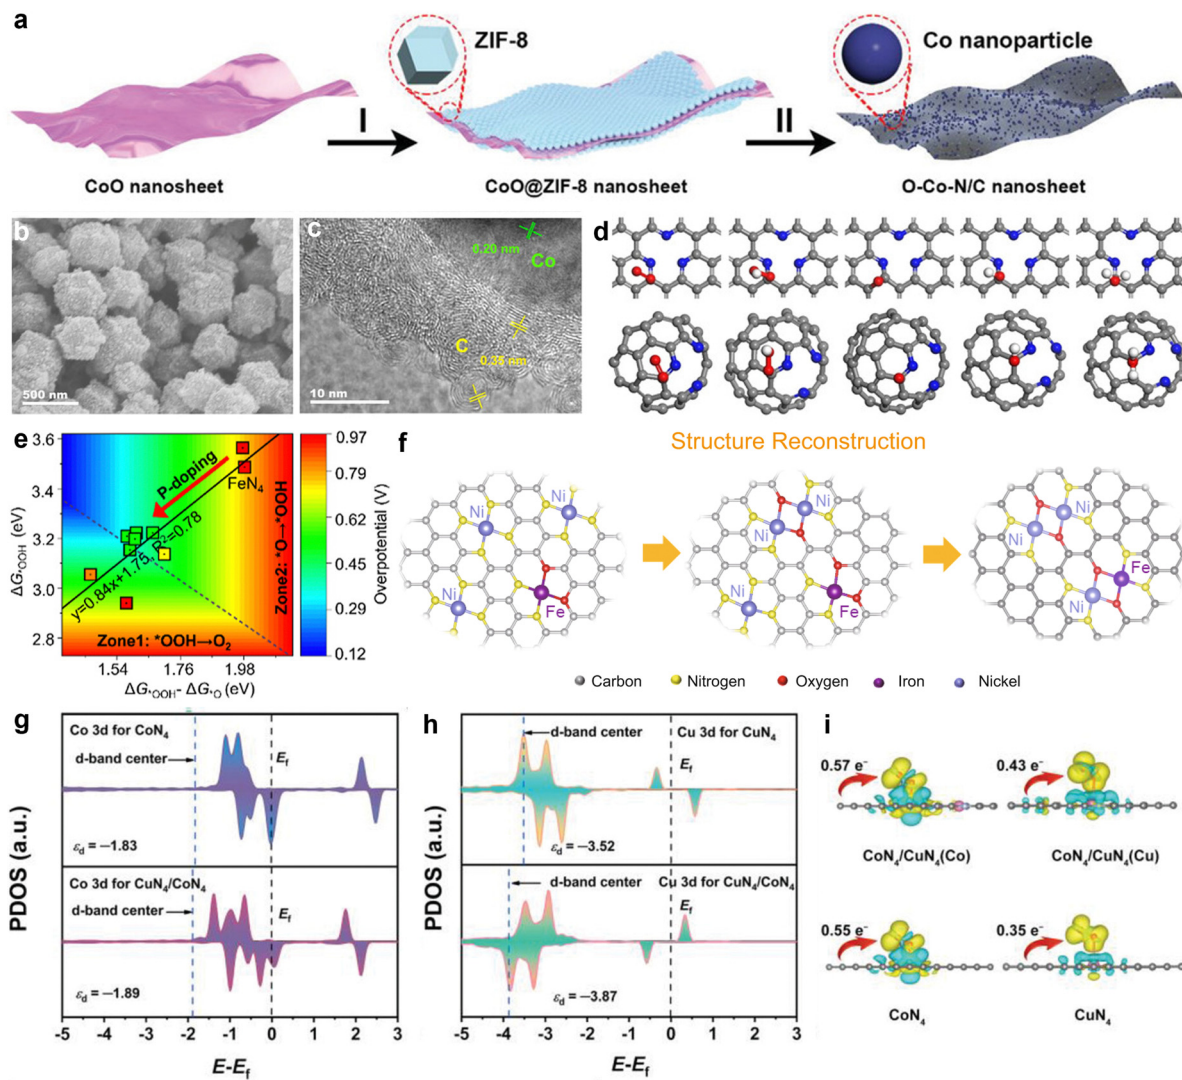 a
ZIF-8
Co nanoparticle
I
II
CoO nanosheet
CoO@ZIF-8 nanosheet
O-Co-N/C nanosheet
b
500 nm
c
0.20 nm
Co
C
0.34 nm
10 nm
d
e
3.6
3.4
3.2
3.0
2.8
ΔG*OOH (eV)
P-doping
FeN4
y=0.84x+1.75, R²=0.78
Zone1: *OOH→O2
Zone2: *O→*OOH
1.54
1.76
1.98
ΔG*OOH- ΔG*O (eV)
0.97
0.82
0.75
0.60
0.45
0.29
0.12
Overpotential (V)
f
Structure Reconstruction
Ni
Ni
Ni
Fe
Ni
Ni
Ni
Fe
Ni
Ni
Fe
Ni
Carbon
Nitrogen
Oxygen
Iron
Nickel
g
PDOS (a.u.)
Co 3d for CoN4
d-band center
Ef
εd = −1.83
Co 3d for CuN4/CoN4
d-band center
Ef
εd = −1.89
-5 -4 -3 -2 -1 0 1 2 3
E-Ef
h
PDOS (a.u.)
d-band center
Cu 3d for CuN4
Ef
εd = −3.52
d-band center
Cu 3d for CuN4/CoN4
Ef
εd = −3.87
-5 -4 -3 -2 -1 0 1 2 3
E-Ef
i
0.57 e⁻
0.43 e⁻
CoN4/CuN4(Co)
CoN4/CuN4(Cu)
0.55 e⁻
0.35 e⁻
CoN4
CuN4